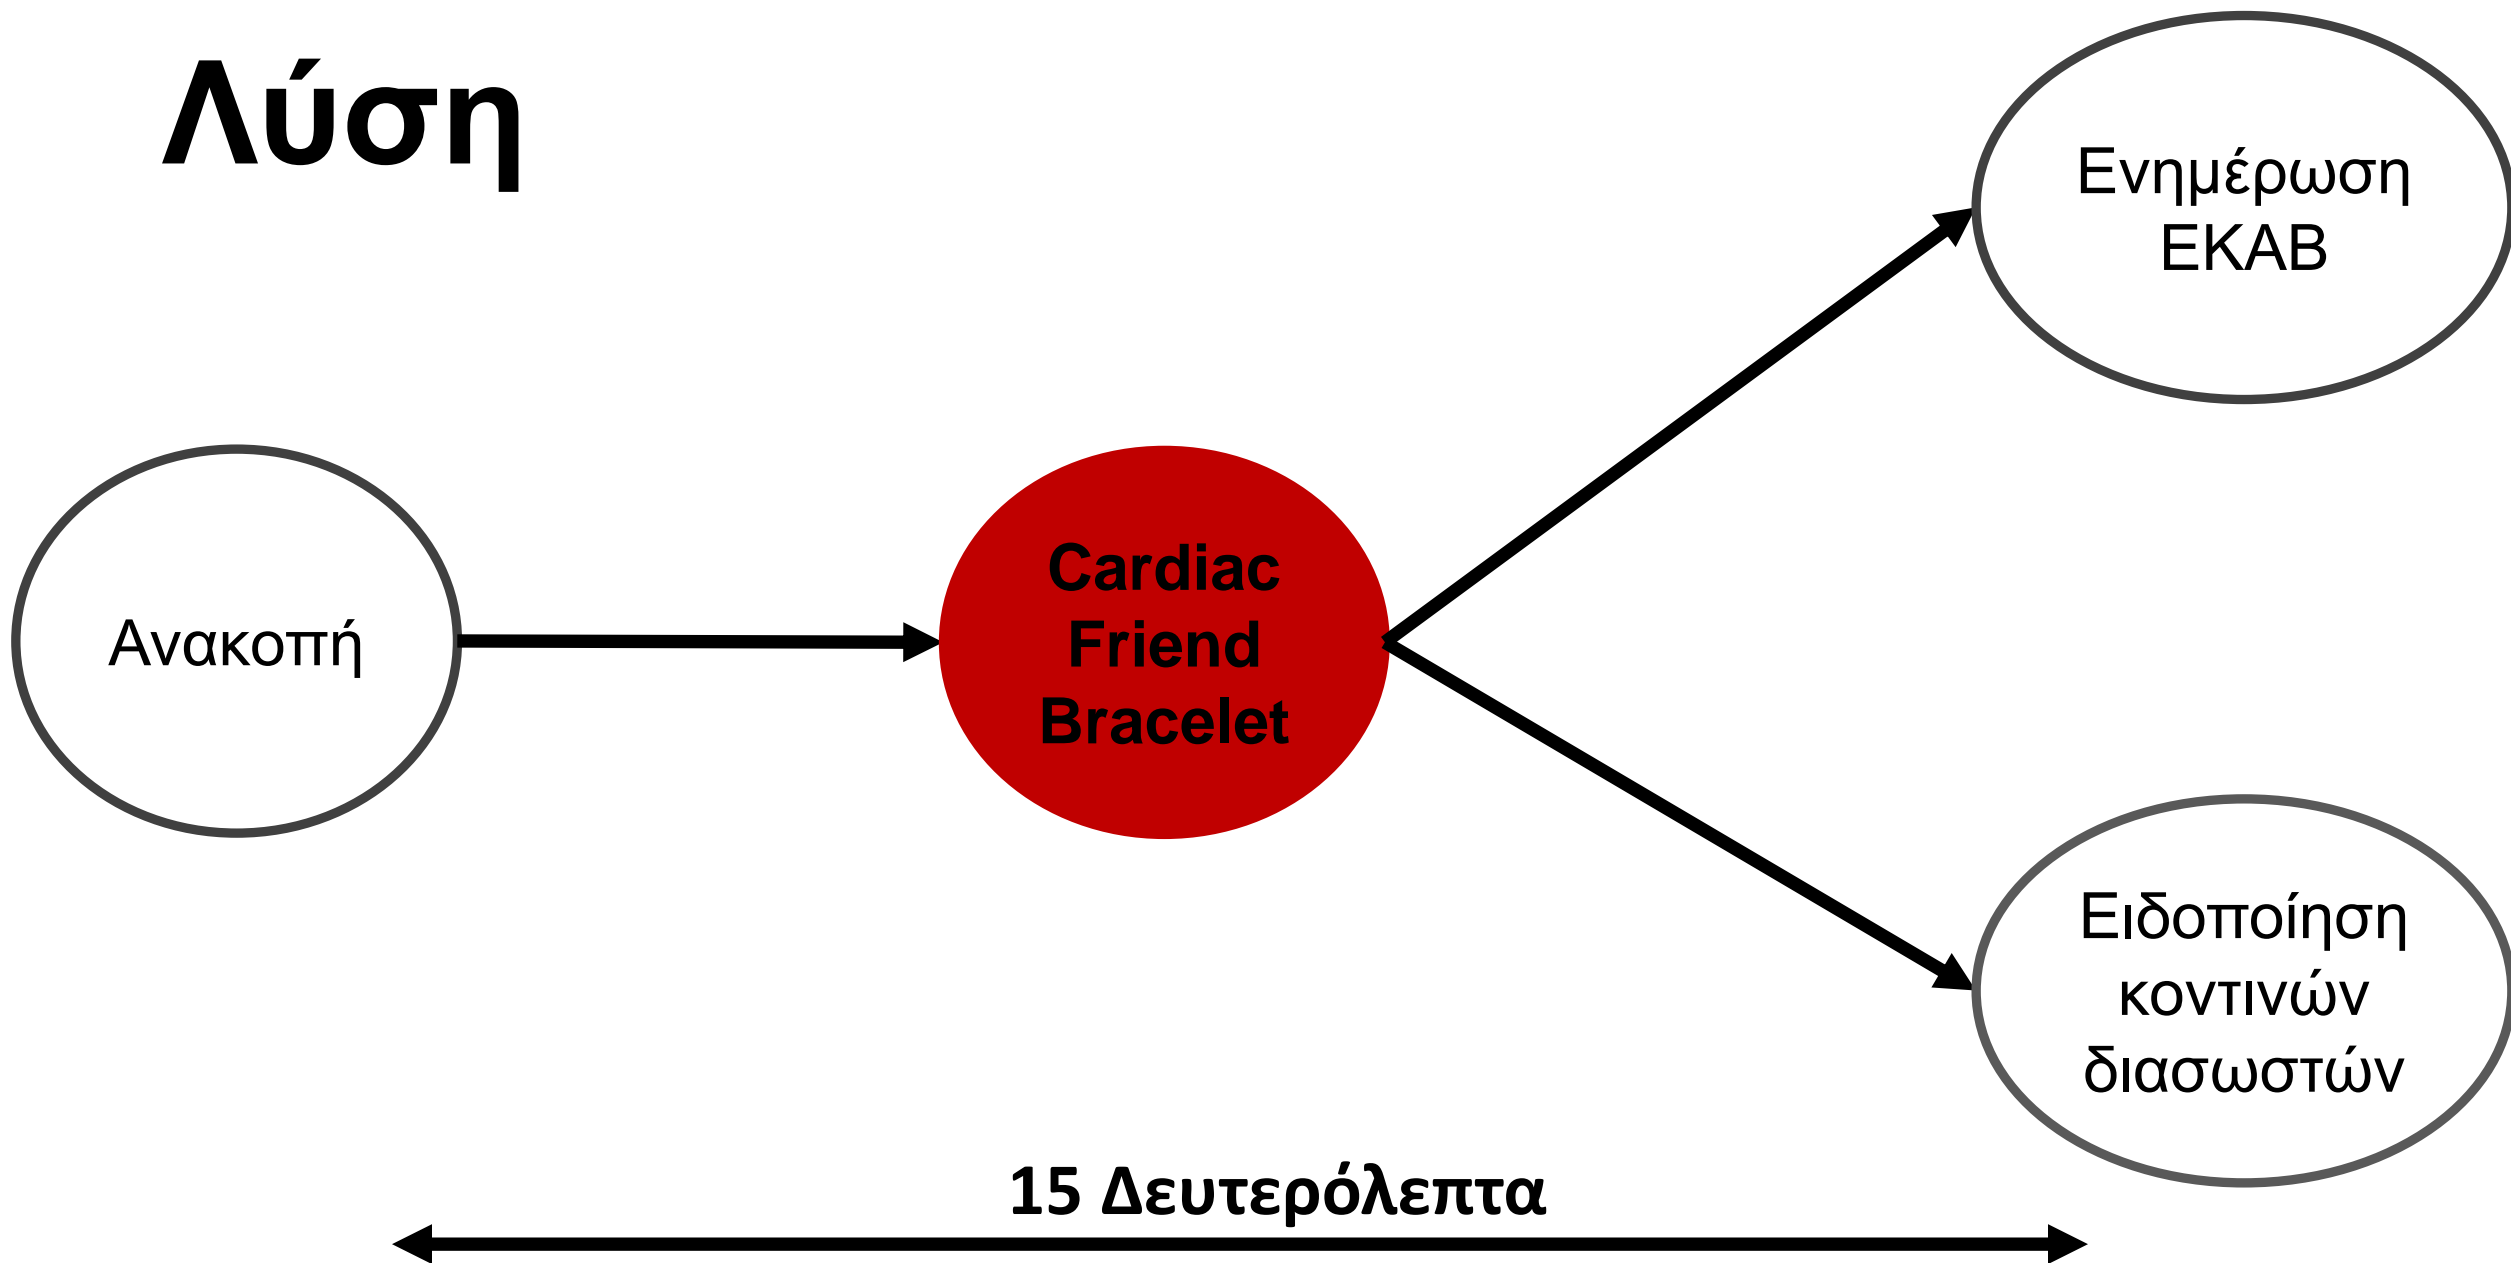 Λύση
Ενημέρωση
ΕΚΑΒ
Ανακοπή
Cardiac
Friend
Bracelet
Ειδοποίηση
κοντινών
διασωστών
15 Δευτερόλεπτα